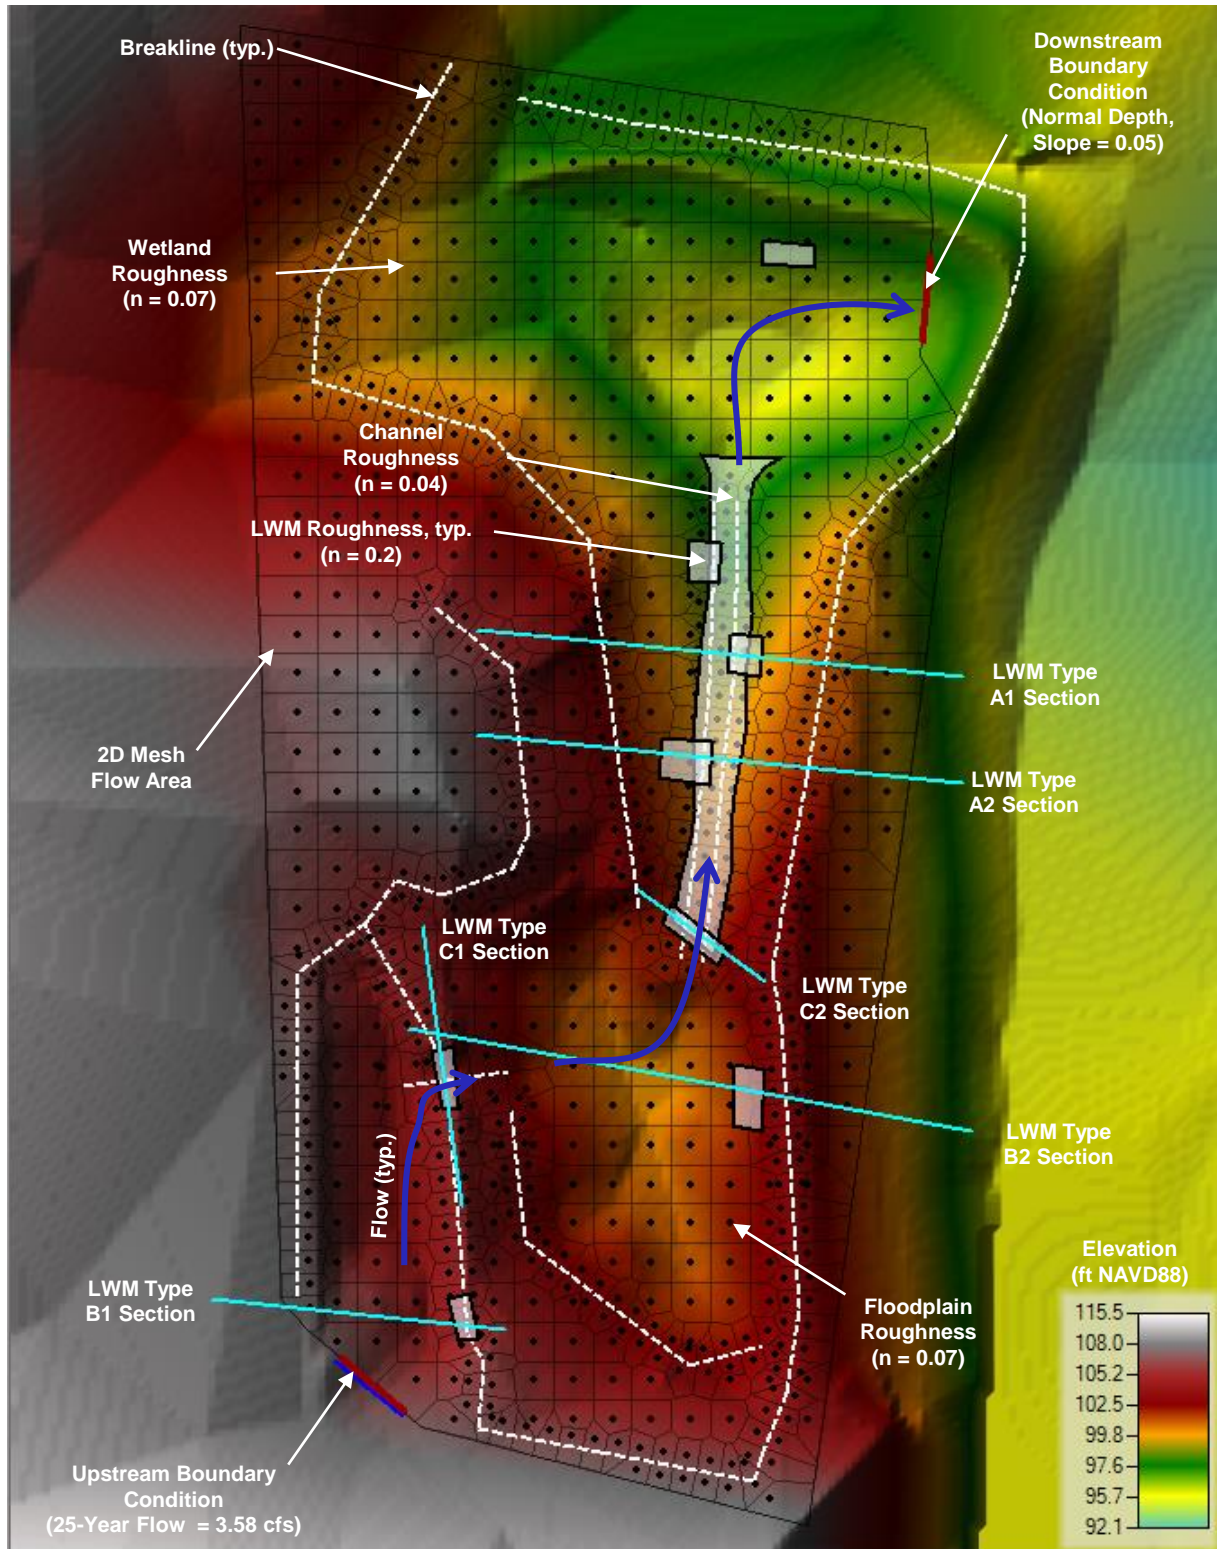 Breakline (typ.)
Downstream
Boundary
Condition
(Normal Depth,
Slope = 0.05)
Wetland
Roughness
(n = 0.07)
Channel
Roughness
(n = 0.04)
LWM Roughness, typ.
(n = 0.2)
LWM Type
A1 Section
2D Mesh
Flow Area
LWM Type
A2 Section
LWM Type
C1 Section
LWM Type
C2 Section
LWM Type
B2 Section
Flow (typ.)
LWM Type
B1 Section
Floodplain
Roughness
(n = 0.07)
Upstream Boundary
Condition
(25-Year Flow = 3.58 cfs)
Elevation
(ft NAVD88)
115.5
108.0
105.2
102.5
99.8
97.6
95.7
92.1